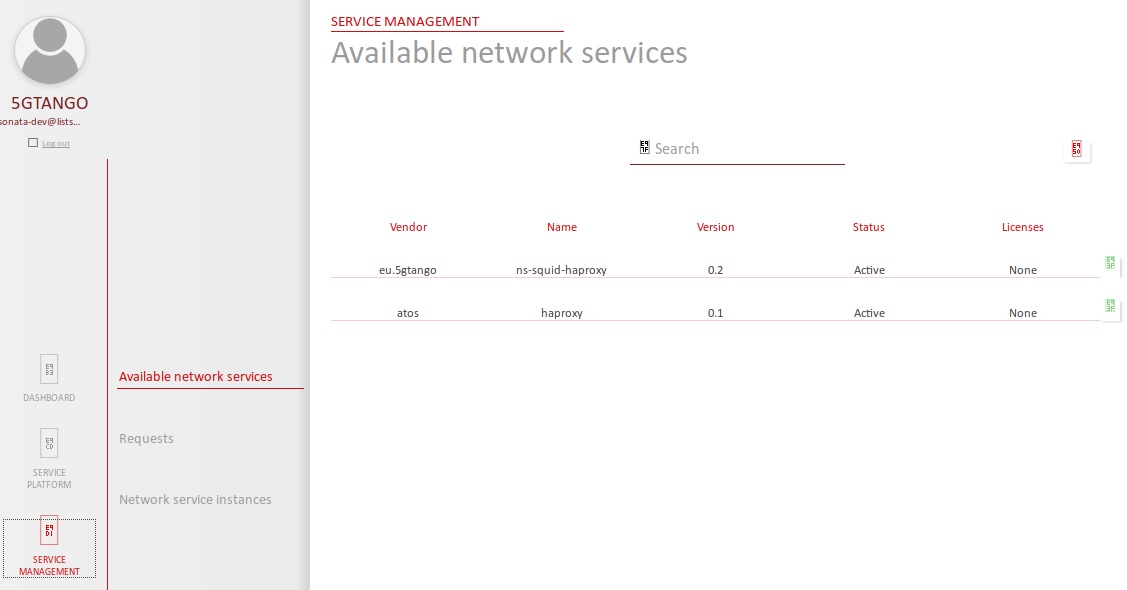 5GTANGO
sonata-dev@lists...
Log out
DASHBOARD
SERVICE
PLATFORM
SERVICE
MANAGEMENT
Available network services
Requests
Network service instances
SERVICE MANAGEMENT
Available network services
Search
Vendor Name Version Status Licenses
eu.5gtango ns-squid-haproxy 0.2 Active None
atos haproxy 0.1 Active None